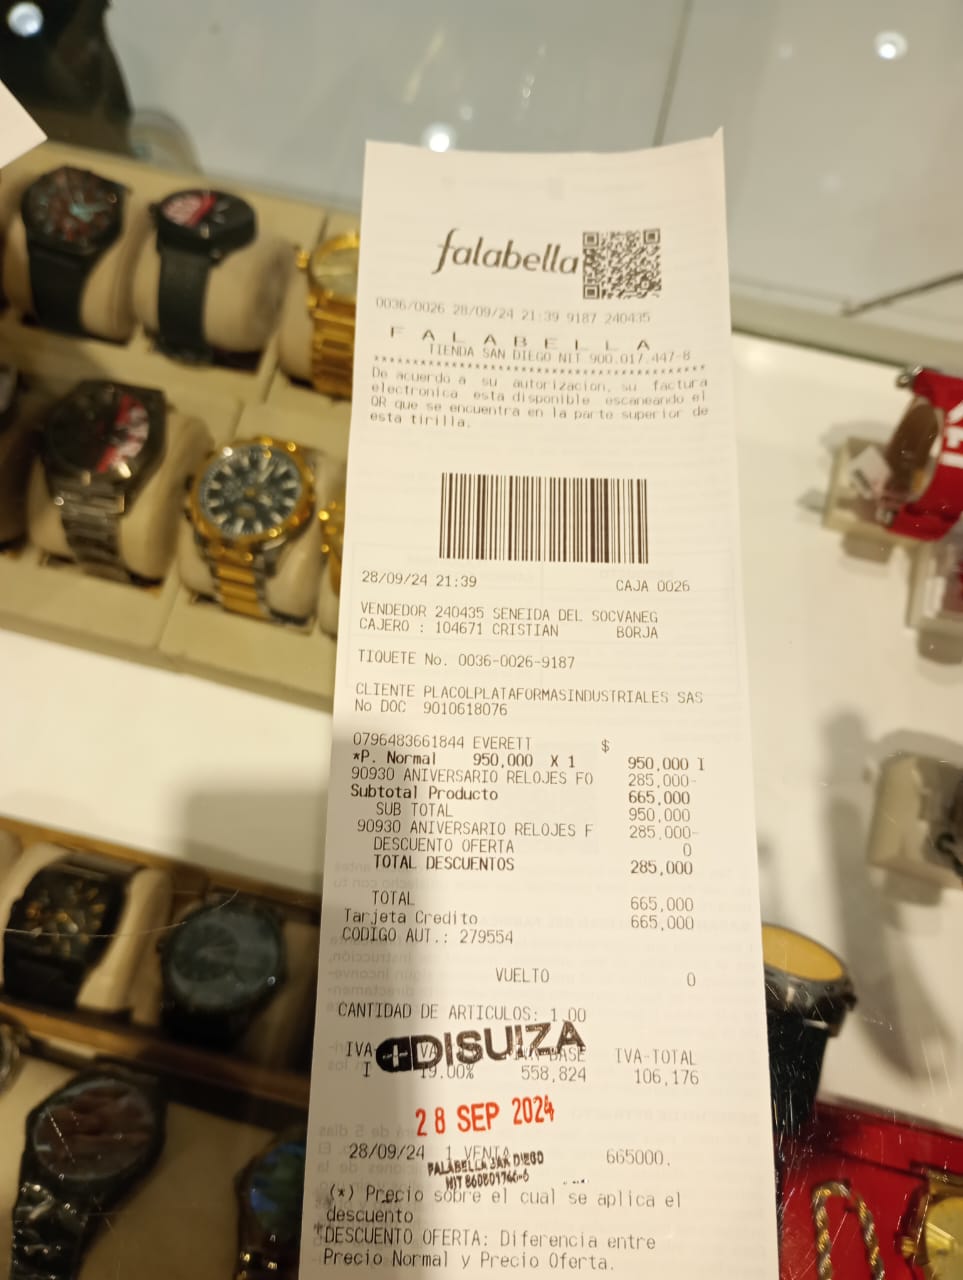 falabella
0036/0026 28/09/24 21:39 9187 240435
F A L A B E L L A
TIENDA SAN DIEGO NIT 900.017.447-8
De acuerdo a su autorizacion, su factura
electronica esta disponible escaneando el
QR que se encuentra en la parte superior de
esta tirilla.
28/09/24 21:39 CAJA 0026
VENDEDOR 240435 SENEIDA DEL SOCVANEG
CAJERO : 104671 CRISTIAN BORJA
TIQUETE No. 0036-0026-9187
CLIENTE PLACOLPLATAFORMASINDUSTRIALES SAS
No DOC 9010618076
0796483661844 EVERETT $
*P. Normal 950,000 X 1 950,000 I
90930 ANIVERSARIO RELOJES FO 285,000-
Subtotal Producto 665,000
SUB TOTAL 950,000
90930 ANIVERSARIO RELOJES F 285,000-
DESCUENTO OFERTA 0
TOTAL DESCUENTOS 285,000
TOTAL 665,000
Tarjeta Credito 665,000
CODIGO AUT.: 279554
VUELTO 0
CANTIDAD DE ARTICULOS: 1.00
DISUIZA
IVA- IVA-TOTAL
I 19.00% 558,824 106,176
28 SEP 2024
28/09/24 1 VENTA 665000.
FALABELLA SAN DIEGO
(*) Precio sobre el cual se aplica el
descuento
*DESCUENTO OFERTA: Diferencia entre
Precio Normal y Precio Oferta.